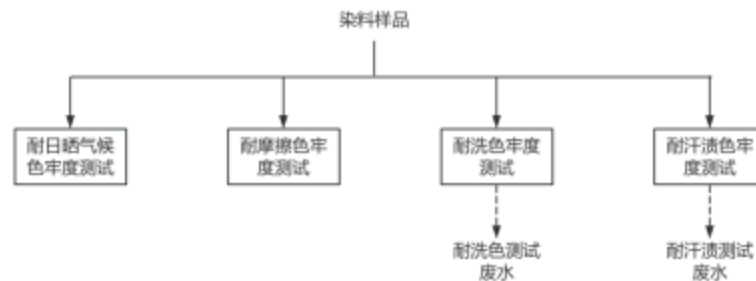 染料样品
耐日晒气候
色牢度测试
耐摩擦色牢
度测试
耐洗色牢度
测试
耐汗渍色牢
度测试
耐洗色测试
废水
耐汗渍测试
废水